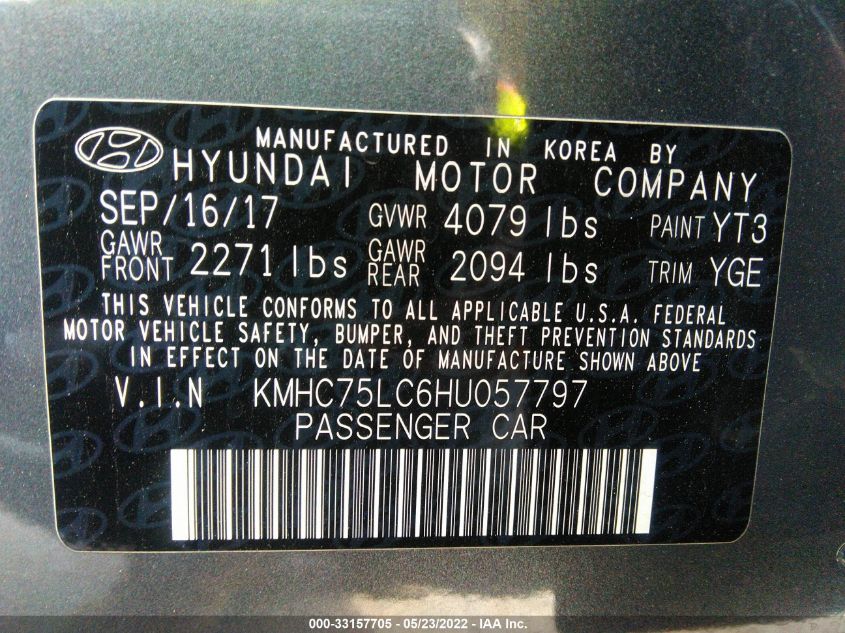 MANUFACTURED IN KOREA BY
HYUNDAI MOTOR COMPANY
SEP/16/17 GVWR 4079 lbs PAINT YT3
GAWR FRONT 2271 lbs GAWR REAR 2094 lbs TRIM YGE
THIS VEHICLE CONFORMS TO ALL APPLICABLE U.S.A. FEDERAL
MOTOR VEHICLE SAFETY, BUMPER, AND THEFT PREVENTION STANDARDS
IN EFFECT ON THE DATE OF MANUFACTURE SHOWN ABOVE
V.I.N KMHC75LC6HU057797
PASSENGER CAR
000-33157705 - 05/23/2022 - IAA Inc.